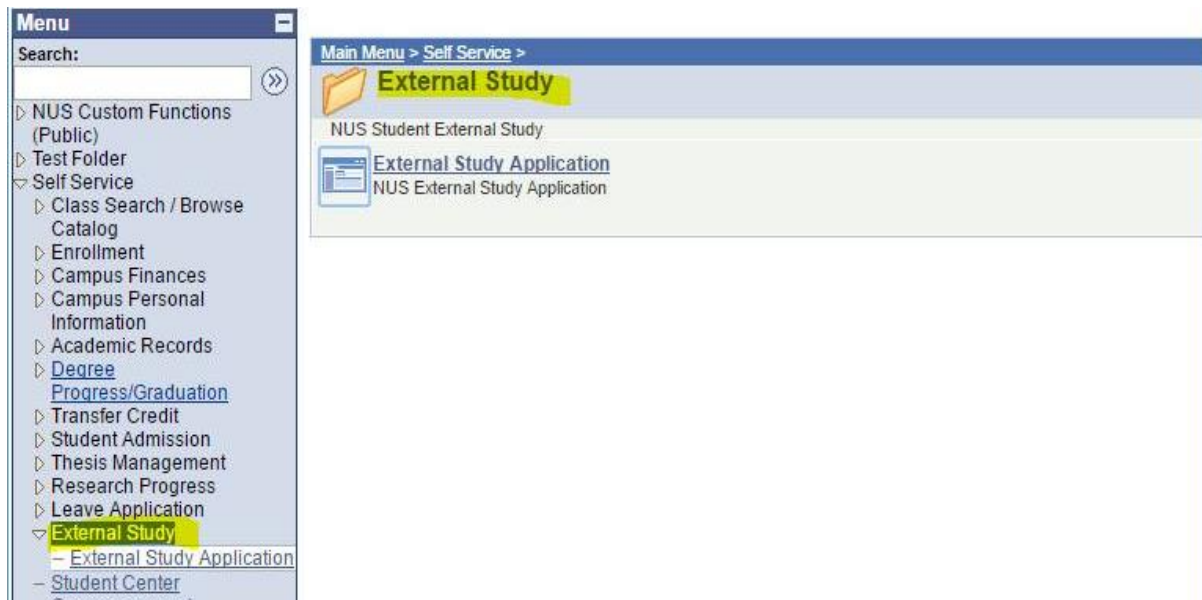 Menu
Search:
NUS Custom Functions
(Public)
Test Folder
Self Service
Class Search / Browse
Catalog
Enrollment
Campus Finances
Campus Personal
Information
Academic Records
Degree
Progress/Graduation
Transfer Credit
Student Admission
Thesis Management
Research Progress
Leave Application
External Study
– External Study Application
– Student Center
Main Menu > Self Service >
External Study
NUS Student External Study
External Study Application
NUS External Study Application